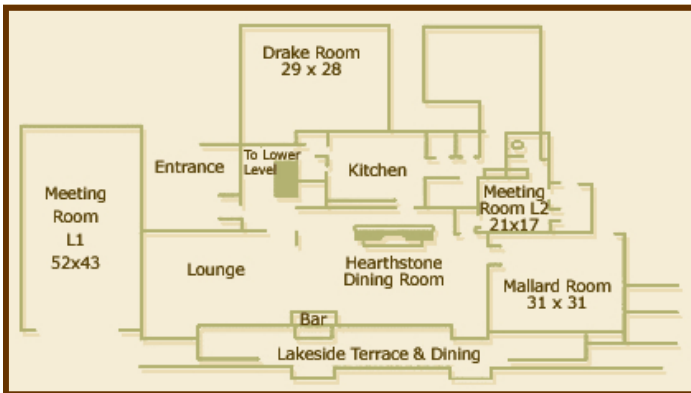 Drake Room
29 x 28
To Lower
Level
Entrance
Kitchen
Meeting
Room
L1
52x43
Meeting
Room L2
21x17
Lounge
Hearthstone
Dining Room
Mallard Room
31 x 31
Bar
Lakeside Terrace & Dining